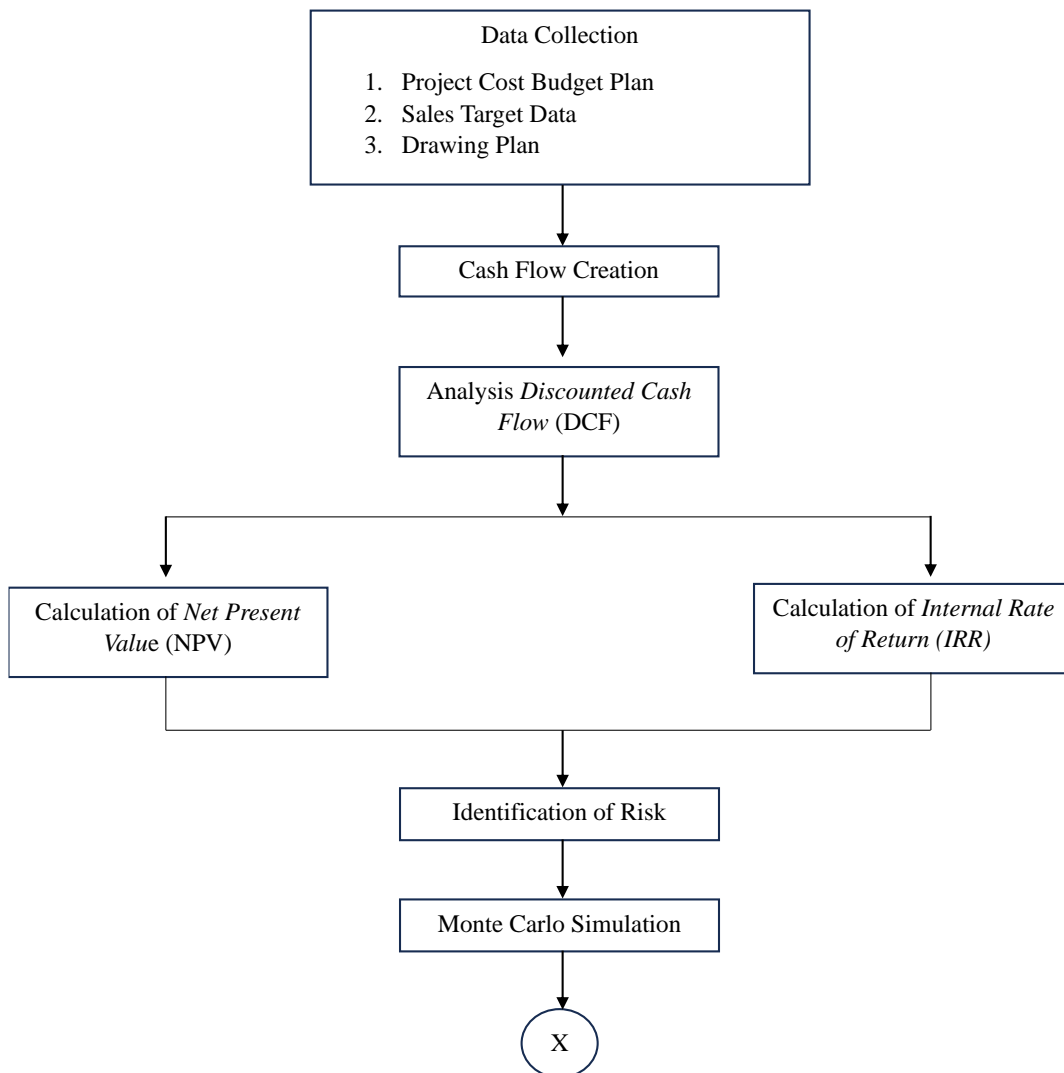 Data Collection
1. Project Cost Budget Plan
2. Sales Target Data
3. Drawing Plan
Cash Flow Creation
Analysis Discounted Cash
Flow (DCF)
Calculation of Net Present
Value (NPV)
Calculation of Internal Rate
of Return (IRR)
Identification of Risk
Monte Carlo Simulation
X